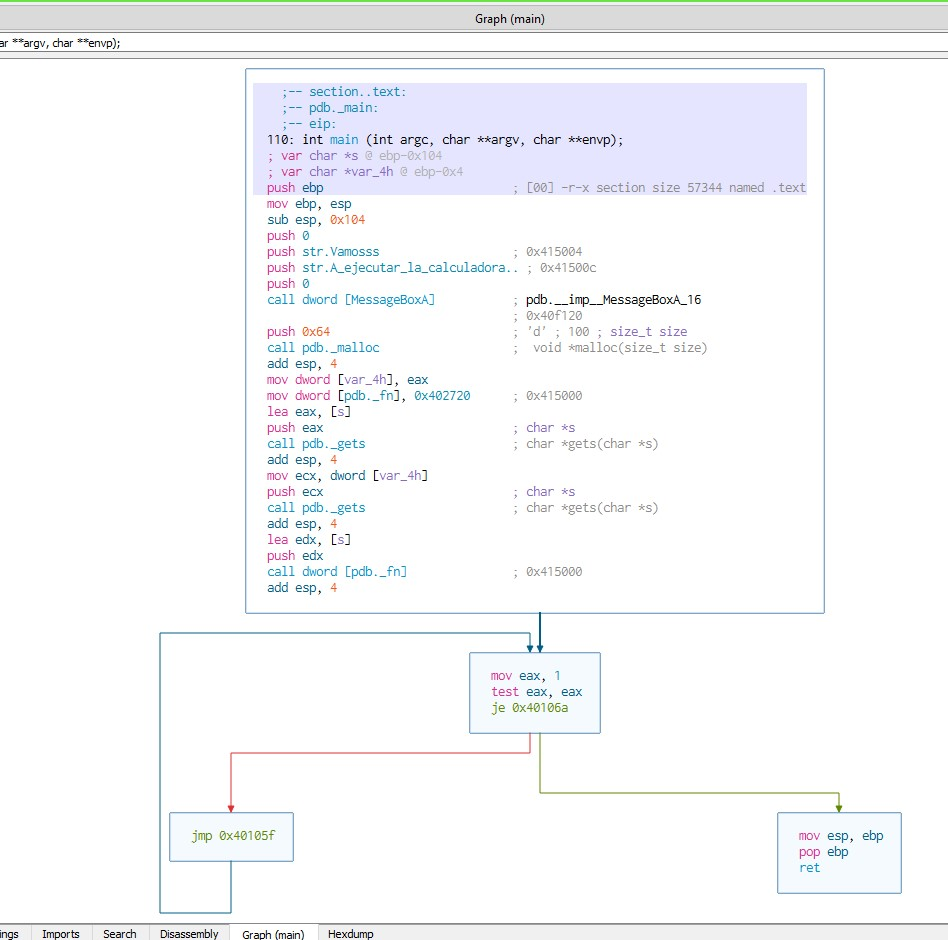 Graph (main)
ar **argv, char **envp);
;-- section..text:
;-- pdb._main:
;-- eip:
110: int main (int argc, char **argv, char **envp);
; var char *s @ ebp-0x104
; var char *var_4h @ ebp-0x4
push ebp ; [00] -r-x section size 57344 named .text
mov ebp, esp
sub esp, 0x104
push 0
push str.Vamosss ; 0x415004
push str.A_ejecutar_la_calculadora.. ; 0x41500c
push 0
call dword [MessageBoxA] ; pdb.__imp__MessageBoxA_16
; 0x40f120
push 0x64 ; 'd' ; 100 ; size_t size
call pdb._malloc ;  void *malloc(size_t size)
add esp, 4
mov dword [var_4h], eax
mov dword [pdb._fn], 0x402720 ; 0x415000
lea eax, [s]
push eax ; char *s
call pdb._gets ; char *gets(char *s)
add esp, 4
mov ecx, dword [var_4h]
push ecx ; char *s
call pdb._gets ; char *gets(char *s)
add esp, 4
lea edx, [s]
push edx
call dword [pdb._fn] ; 0x415000
add esp, 4
mov eax, 1
test eax, eax
je 0x40106a
jmp 0x40105f
mov esp, ebp
pop ebp
ret
ings Imports Search Disassembly Graph (main) Hexdump